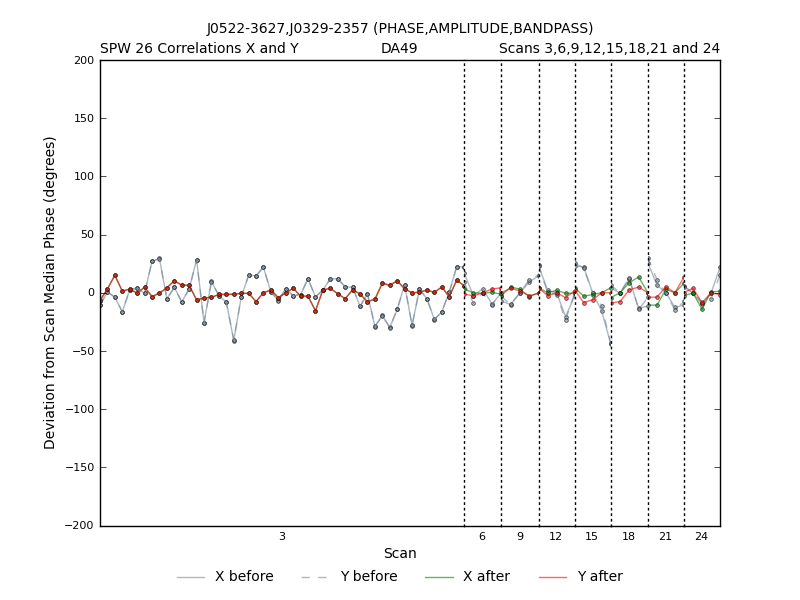 J0522-3627,J0329-2357 (PHASE,AMPLITUDE,BANDPASS)
SPW 26 Correlations X and Y DA49 Scans 3,6,9,12,15,18,21 and 24
200
150
100
50
0
−50
−100
−150
−200
Deviation from Scan Median Phase (degrees)
3 6 9 12 15 18 21 24
Scan
X before Y before X after Y after